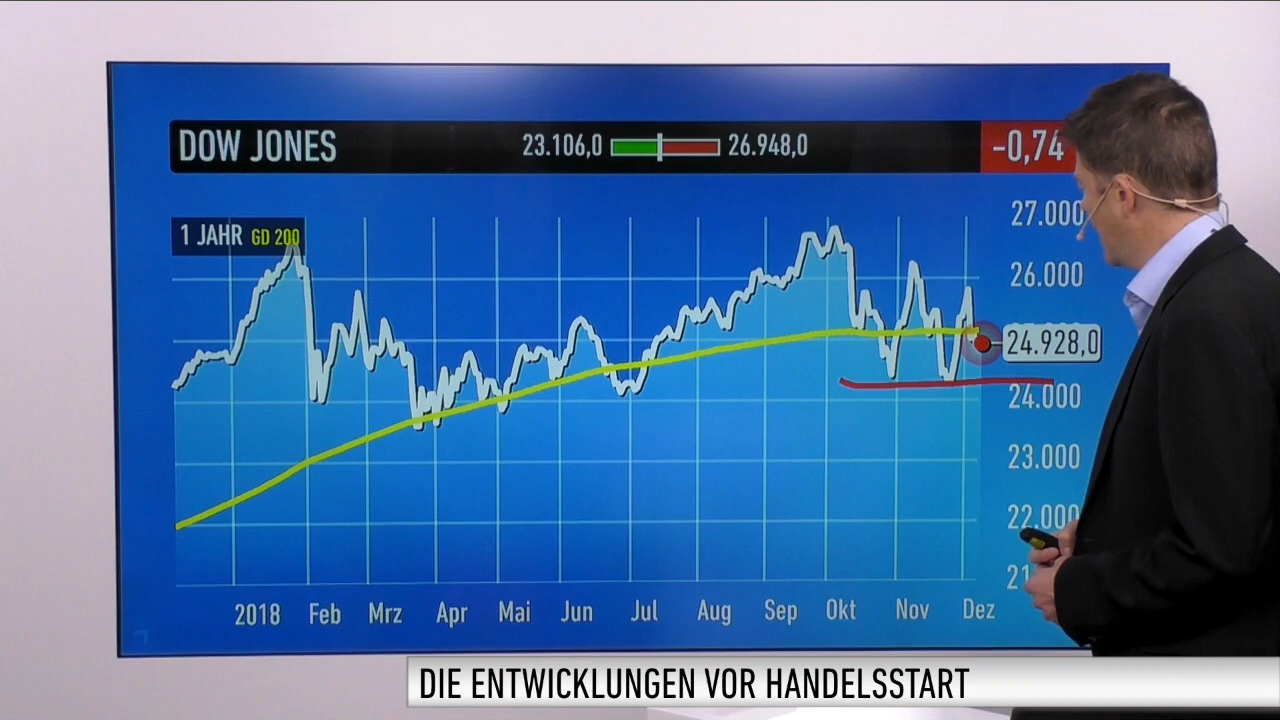 DOW JONES 23.106,0 26.948,0 -0,74
1 JAHR GD 200
27.000
26.000
24.928,0
24.000
23.000
22.000
21
2018 Feb Mrz Apr Mai Jun Jul Aug Sep Okt Nov Dez
DIE ENTWICKLUNGEN VOR HANDELSSTART